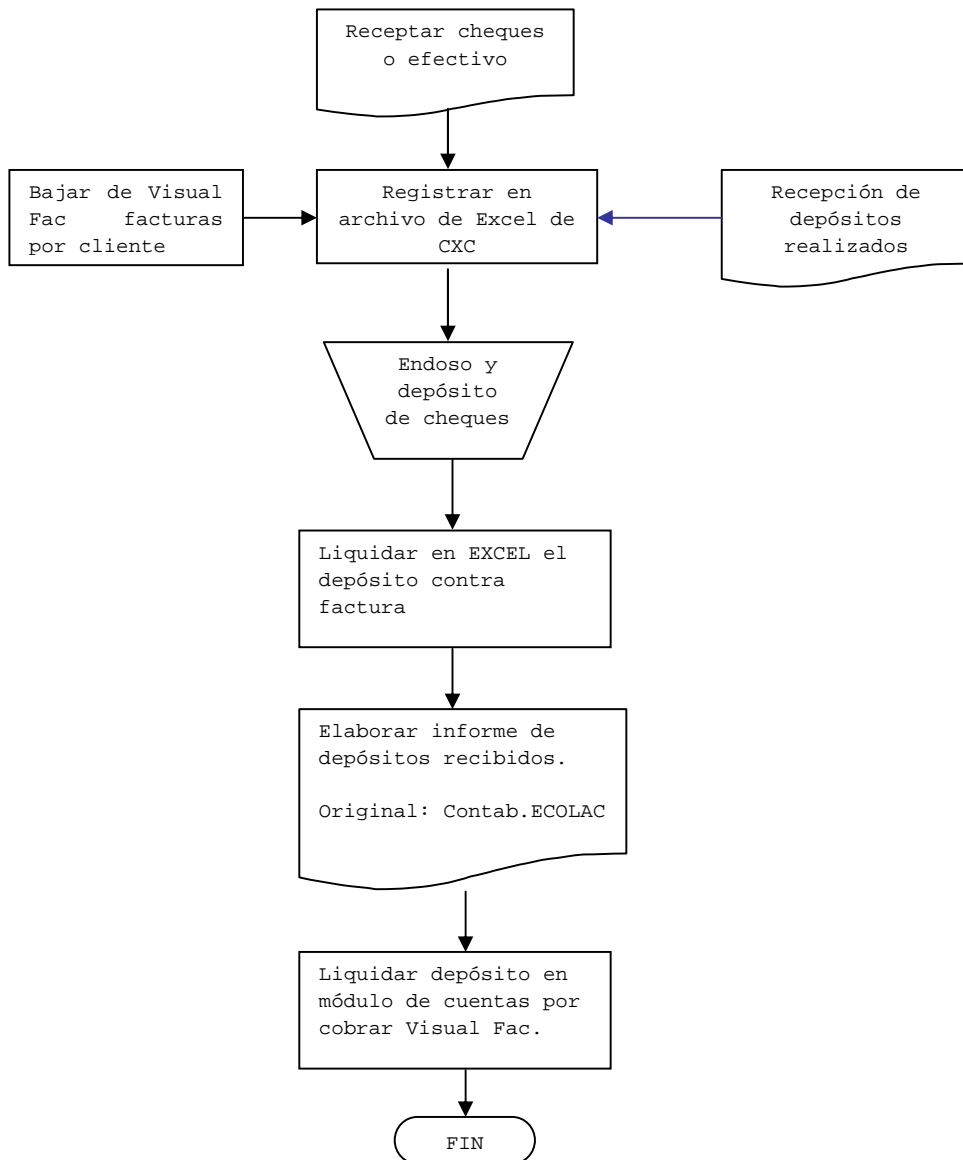 Receptar cheques
o efectivo
Bajar de Visual
Fac facturas
por cliente
Registrar en
archivo de Excel de
CXC
Recepción de
depósitos
realizados
Endoso y
depósito
de cheques
Liquidar en EXCEL el
depósito contra
factura
Elaborar informe de
depósitos recibidos.
Original: Contab.ECOLAC
Liquidar depósito en
módulo de cuentas por
cobrar Visual Fac.
FIN